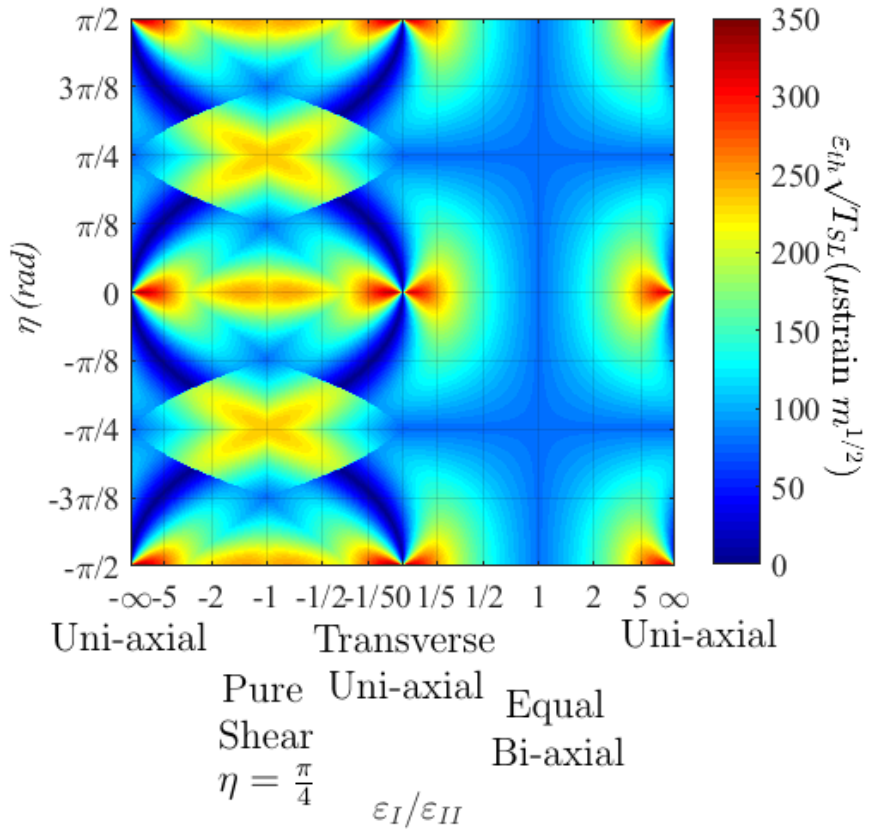 π/2
3π/8
π/4
π/8
0
-π/8
-π/4
-3π/8
-π/2
η (rad)
-∞-5 -2 -1 -1/2-1/50 1/5 1/2 1 2 5 ∞
Uni-axial
Transverse
Uni-axial
Uni-axial
Pure
Shear
η = π/4
Equal
Bi-axial
ε_I/ε_II
350
300
250
200
150
100
50
0
ε_th√T_SL (μstrain m^1/2)